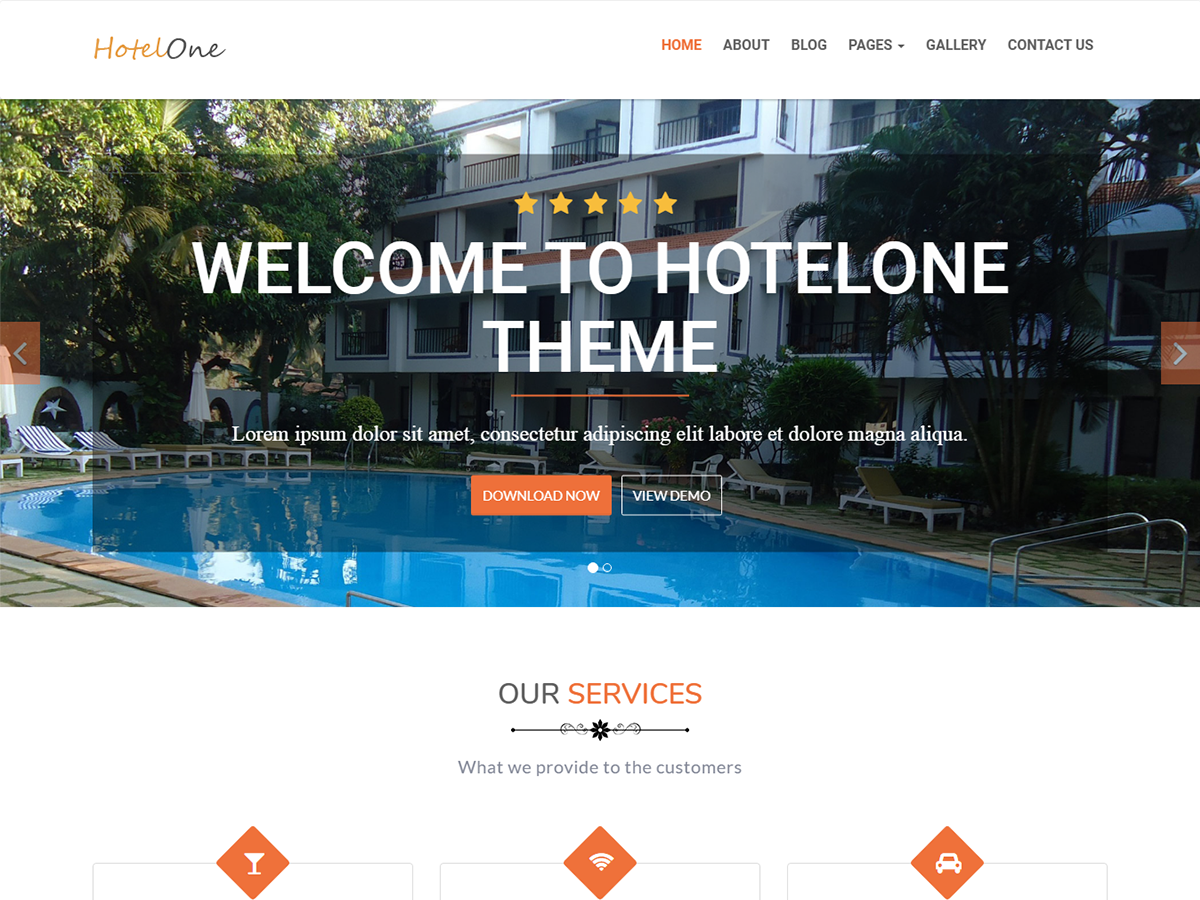 HotelOne
HOME ABOUT BLOG PAGES GALLERY CONTACT US
WELCOME TO HOTELONE
THEME
Lorem ipsum dolor sit amet, consectetur adipiscing elit labore et dolore magna aliqua.
DOWNLOAD NOW VIEW DEMO
OUR SERVICES
What we provide to the customers